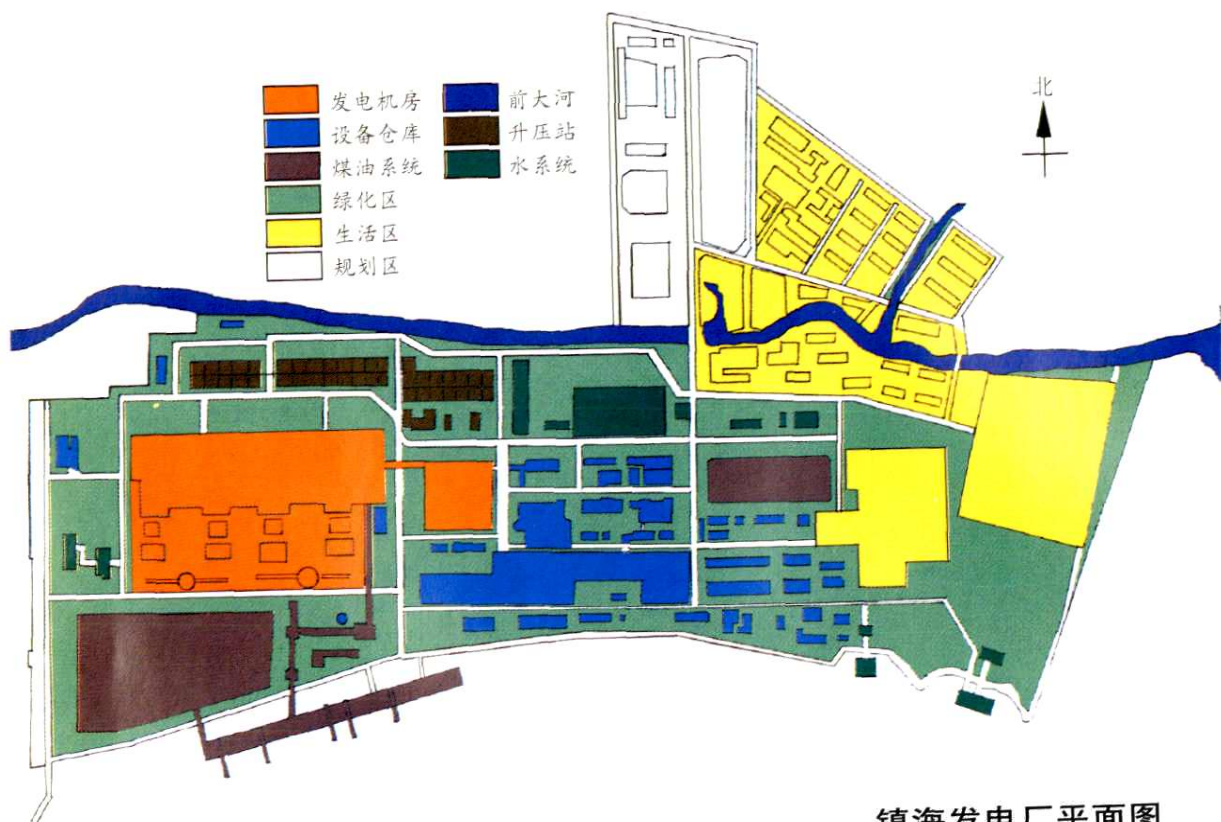 发电机房
设备仓库
煤油系统
绿化区
生活区
规划区
前大河
升压站
水系统
北
镇海发电厂平面图